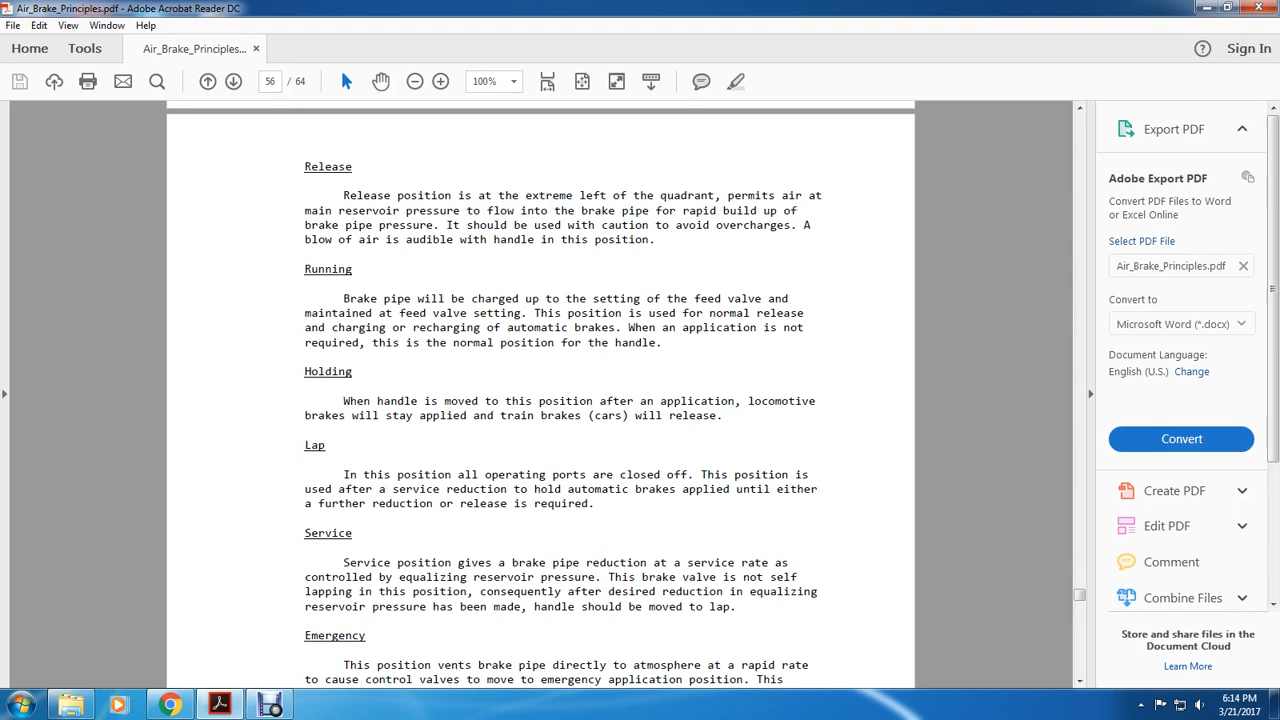 Air_Brake_Principles.pdf - Adobe Acrobat Reader DC
File Edit View Window Help
Home Tools Air_Brake_Principles... Sign In
56 / 64 100%
Release
Release position is at the extreme left of the quadrant, permits air at
main reservoir pressure to flow into the brake pipe for rapid build up of
brake pipe pressure. It should be used with caution to avoid overcharges. A
blow of air is audible with handle in this position.
Running
Brake pipe will be charged up to the setting of the feed valve and
maintained at feed valve setting. This position is used for normal release
and charging or recharging of automatic brakes. When an application is not
required, this is the normal position for the handle.
Holding
When handle is moved to this position after an application, locomotive
brakes will stay applied and train brakes (cars) will release.
Lap
In this position all operating ports are closed off. This position is
used after a service reduction to hold automatic brakes applied until either
a further reduction or release is required.
Service
Service position gives a brake pipe reduction at a service rate as
controlled by equalizing reservoir pressure. This brake valve is not self
lapping in this position, consequently after desired reduction in equalizing
reservoir pressure has been made, handle should be moved to lap.
Emergency
This position vents brake pipe directly to atmosphere at a rapid rate
to cause control valves to move to emergency application position. This
Export PDF
Adobe Export PDF
Convert PDF Files to Word
or Excel Online
Select PDF File
Air_Brake_Principles.pdf
Convert to
Microsoft Word (*.docx)
Document Language:
English (U.S.) Change
Convert
Create PDF
Edit PDF
Comment
Combine Files
Store and share files in the
Document Cloud
Learn More
6:14 PM
3/21/2017